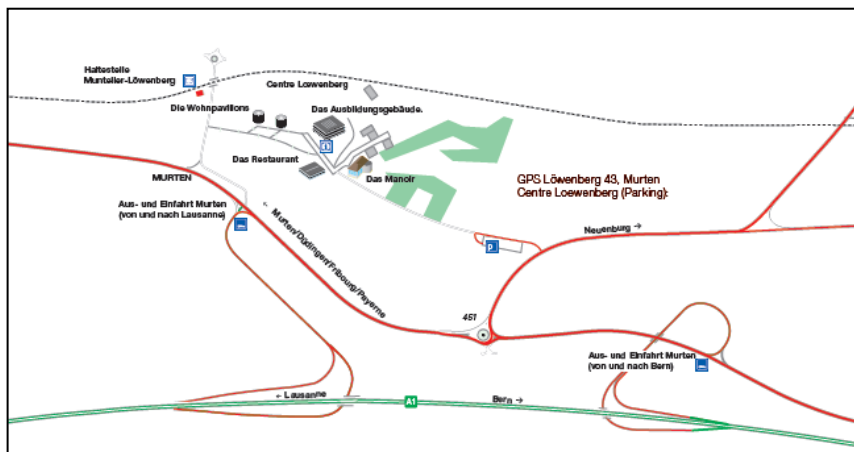 Haltestelle
Muntelier-Löwenberg
Centre Lœwenberg
Die Wohnpavillons
Das Ausbildungsgebäude.
Das Restaurant
Das Manoir
MURTEN
GPS Löwenberg 43, Murten
Centre Loewenberg (Parking):
Aus- und Einfahrt Murten
(von und nach Lausanne)
Murten/Düdingen/Fribourg/Payerne
P
Neuenburg →
451
Aus- und Einfahrt Murten
(von und nach Bern)
← Lausanne
A1
Bern →